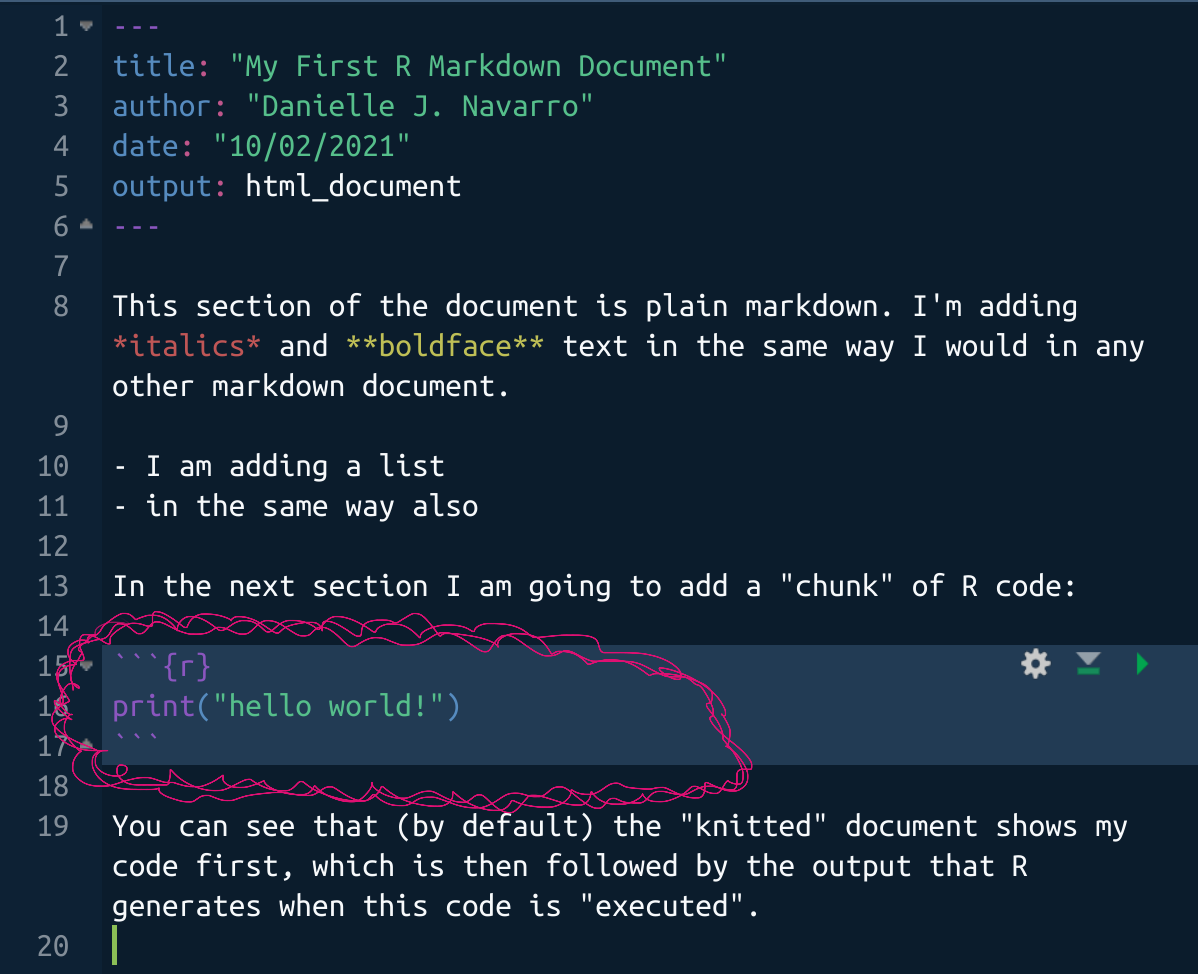 1 ---
2 title: "My First R Markdown Document"
3 author: "Danielle J. Navarro"
4 date: "10/02/2021"
5 output: html_document
6 ---
7
8 This section of the document is plain markdown. I'm adding
*italics* and **boldface** text in the same way I would in any
other markdown document.
9
10 - I am adding a list
11 - in the same way also
12
13 In the next section I am going to add a "chunk" of R code:
14
15 ```{r}
16 print("hello world!")
17 ```
18
19 You can see that (by default) the "knitted" document shows my
code first, which is then followed by the output that R
generates when this code is "executed".
20